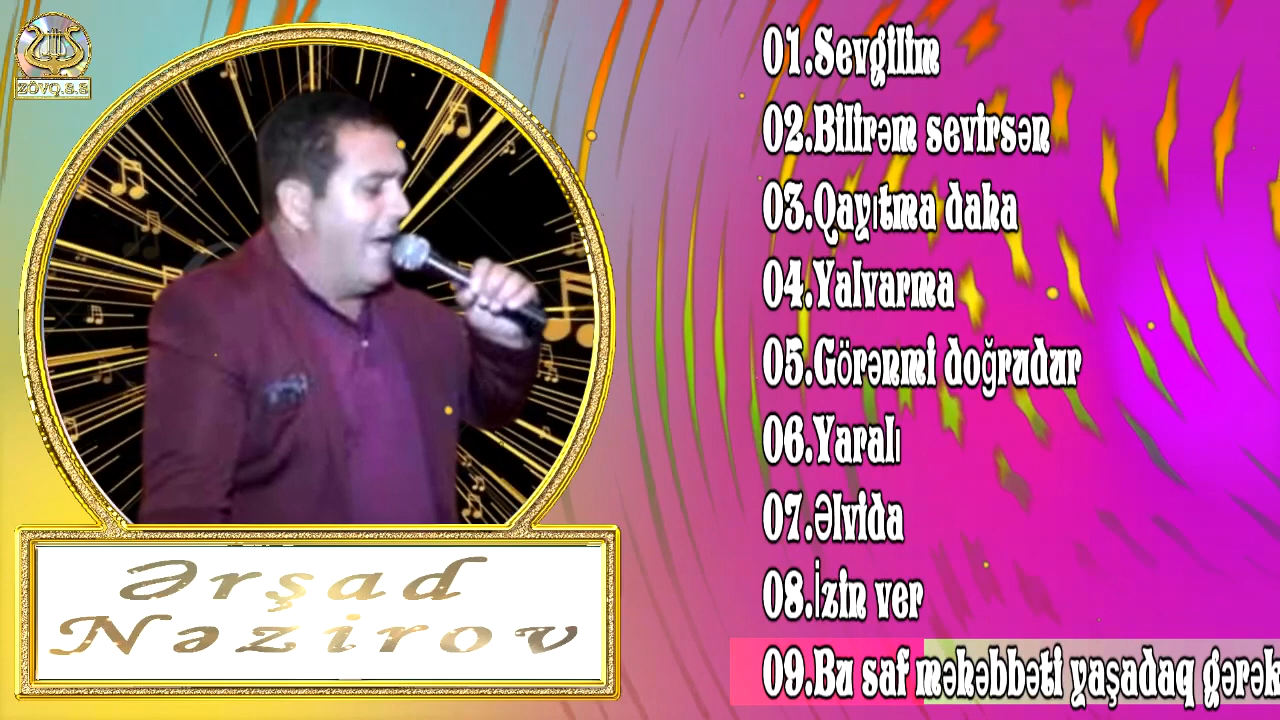 ZÖVQ.S.S
Ərşad
Nəzirov
01.Sevgilim
02.Bilirəm sevirsən
03.Qayıtma daha
04.Yalvarma
05.Görənmi doğrudur
06.Yaralı
07.Əlvida
08.İzin ver
09.Bu saf məhəbbəti yaşadaq gərək